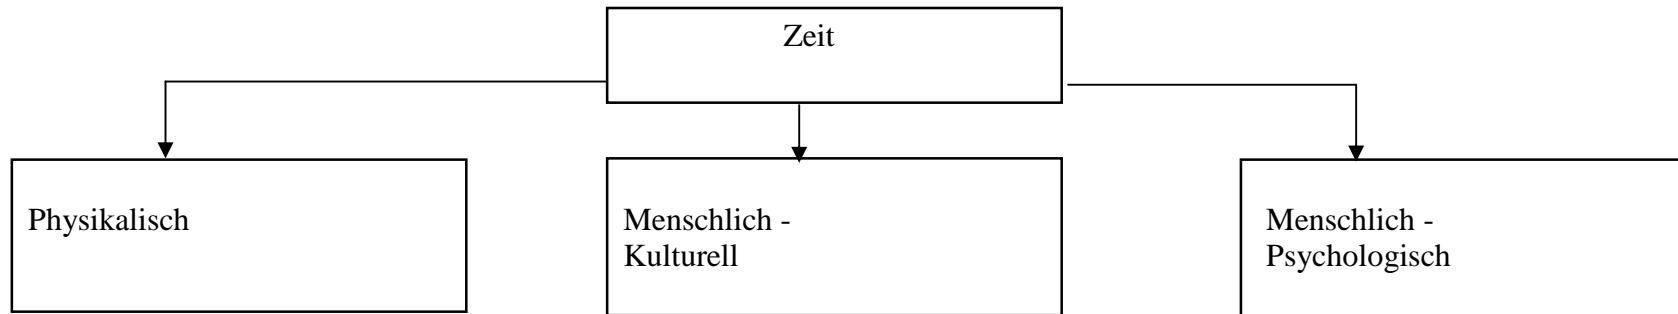 Zeit
Physikalisch
Menschlich -
Kulturell
Menschlich -
Psychologisch